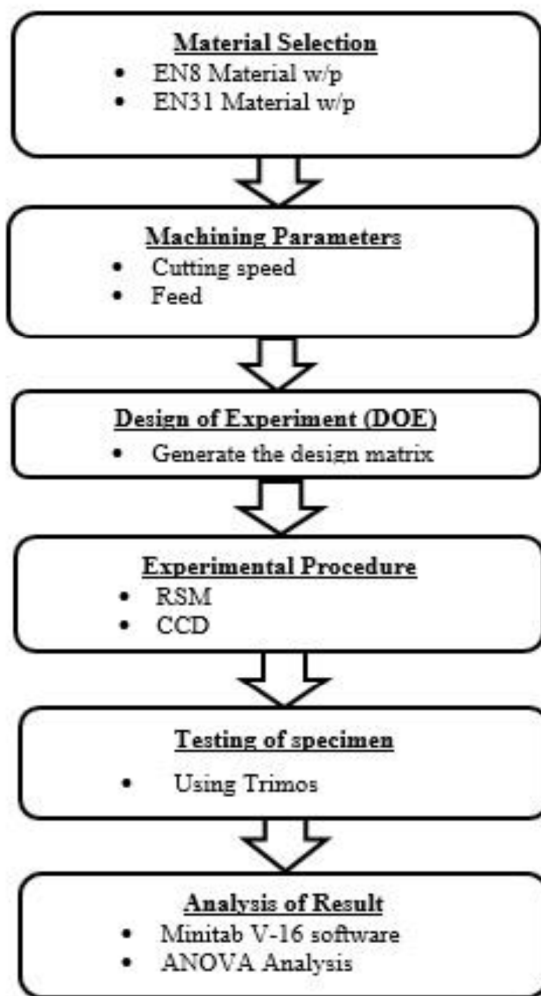 Material Selection
• EN8 Material w/p
• EN31 Material w/p
Machining Parameters
• Cutting speed
• Feed
Design of Experiment (DOE)
• Generate the design matrix
Experimental Procedure
• RSM
• CCD
Testing of specimen
• Using Trimos
Analysis of Result
• Minitab V-16 software
• ANOVA Analysis